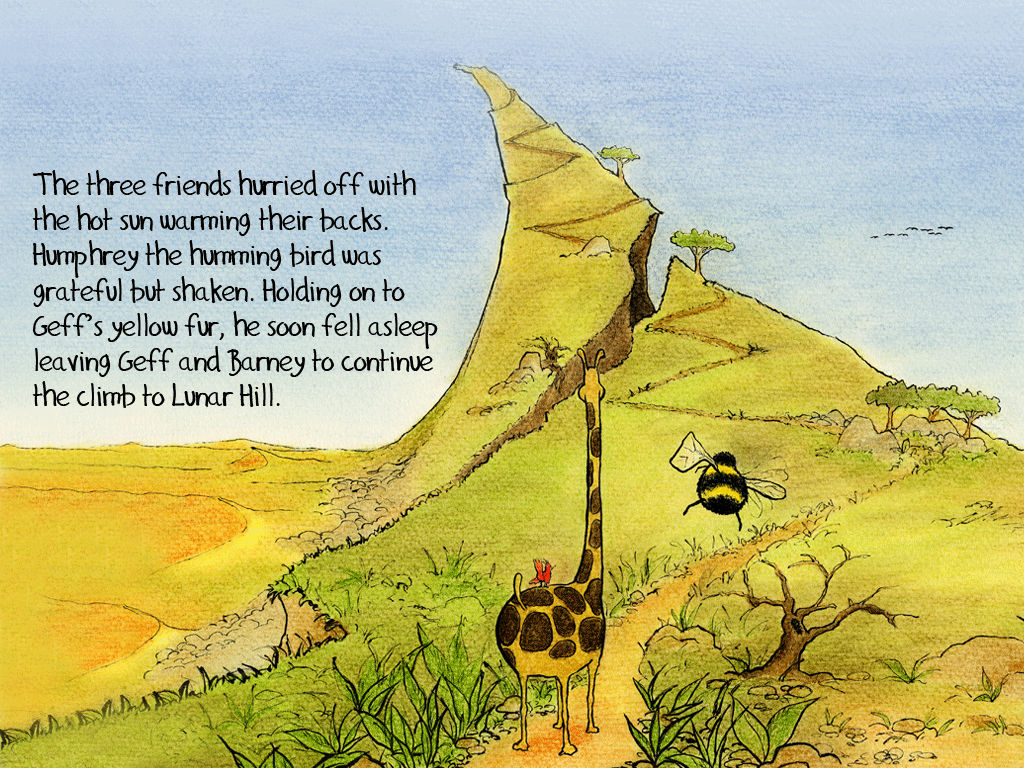 The three friends hurried off with
the hot sun warming their backs.
Humphrey the humming bird was
grateful but shaken. Holding on to
Geff's yellow fur, he soon fell asleep
leaving Geff and Barney to continue
the climb to Lunar Hill.